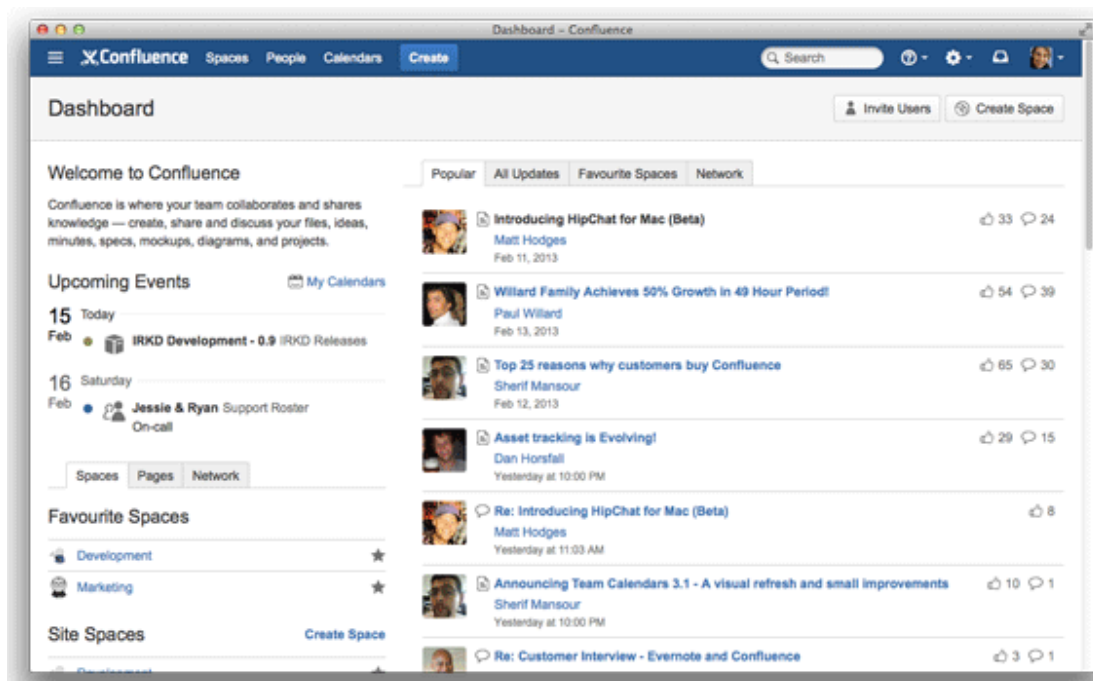 Dashboard – Confluence
Confluence Spaces People Calendars Create Search
Dashboard Invite Users Create Space
Welcome to Confluence
Confluence is where your team collaborates and shares
knowledge — create, share and discuss your files, ideas,
minutes, specs, mockups, diagrams, and projects.
Upcoming Events My Calendars
15 Today
Feb IRKD Development - 0.9 IRKD Releases
16 Saturday
Feb Jessie & Ryan Support Roster
On-call
Spaces Pages Network
Favourite Spaces
Development
Marketing
Site Spaces Create Space
Development
Popular All Updates Favourite Spaces Network
Introducing HipChat for Mac (Beta) 33 24
Matt Hodges
Feb 11, 2013
Willard Family Achieves 50% Growth in 49 Hour Period! 54 39
Paul Willard
Feb 13, 2013
Top 25 reasons why customers buy Confluence 65 30
Sherif Mansour
Feb 12, 2013
Asset tracking is Evolving! 29 15
Dan Horsfall
Yesterday at 10:00 PM
Re: Introducing HipChat for Mac (Beta) 8
Matt Hodges
Yesterday at 11:03 AM
Announcing Team Calendars 3.1 - A visual refresh and small improvements 10 1
Sherif Mansour
Yesterday at 10:00 PM
Re: Customer Interview - Evernote and Confluence 3 1